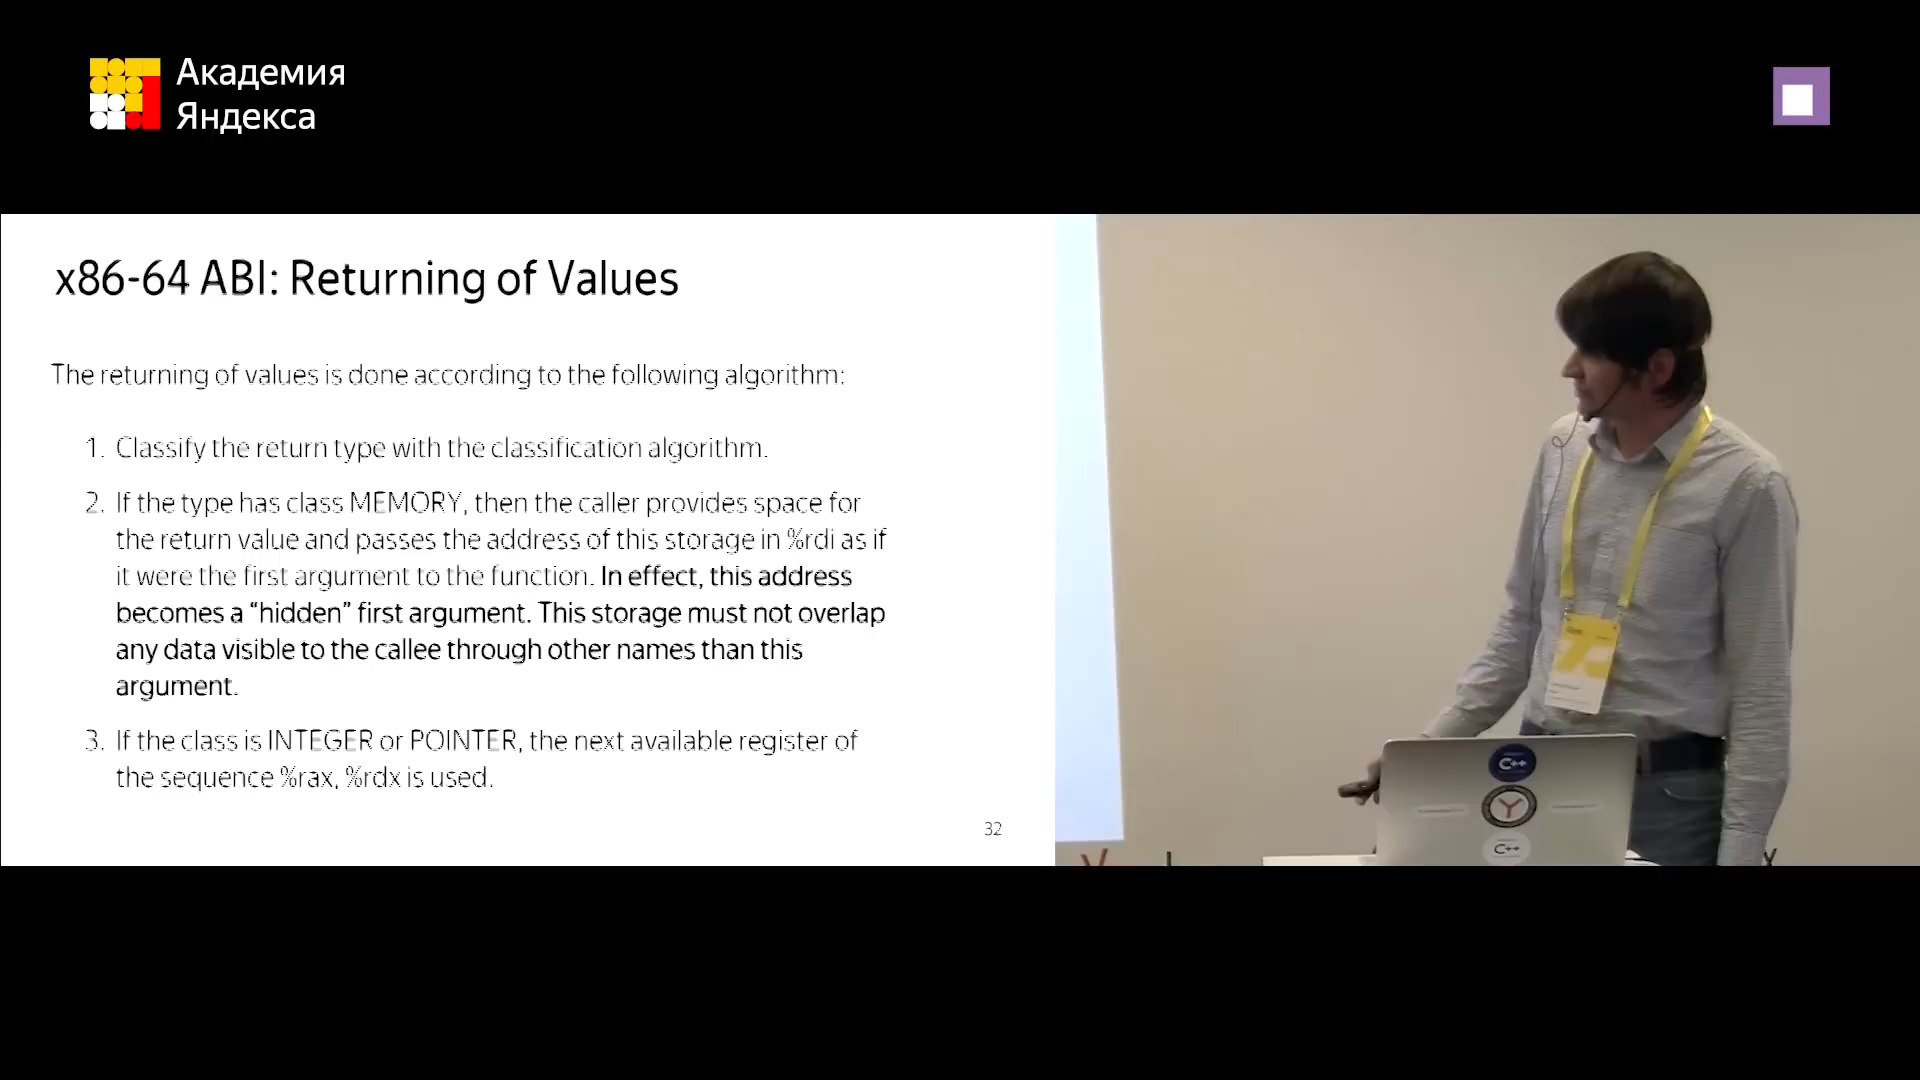 Академия
Яндекса
x86-64 ABI: Returning of Values
The returning of values is done according to the following algorithm:
1. Classify the return type with the classification algorithm.
2. If the type has class MEMORY, then the caller provides space for
the return value and passes the address of this storage in %rdi as if
it were the first argument to the function. In effect, this address
becomes a “hidden” first argument. This storage must not overlap
any data visible to the callee through other names than this
argument.
3. If the class is INTEGER or POINTER, the next available register of
the sequence %rax, %rdx is used.
32
C++
Y
C++